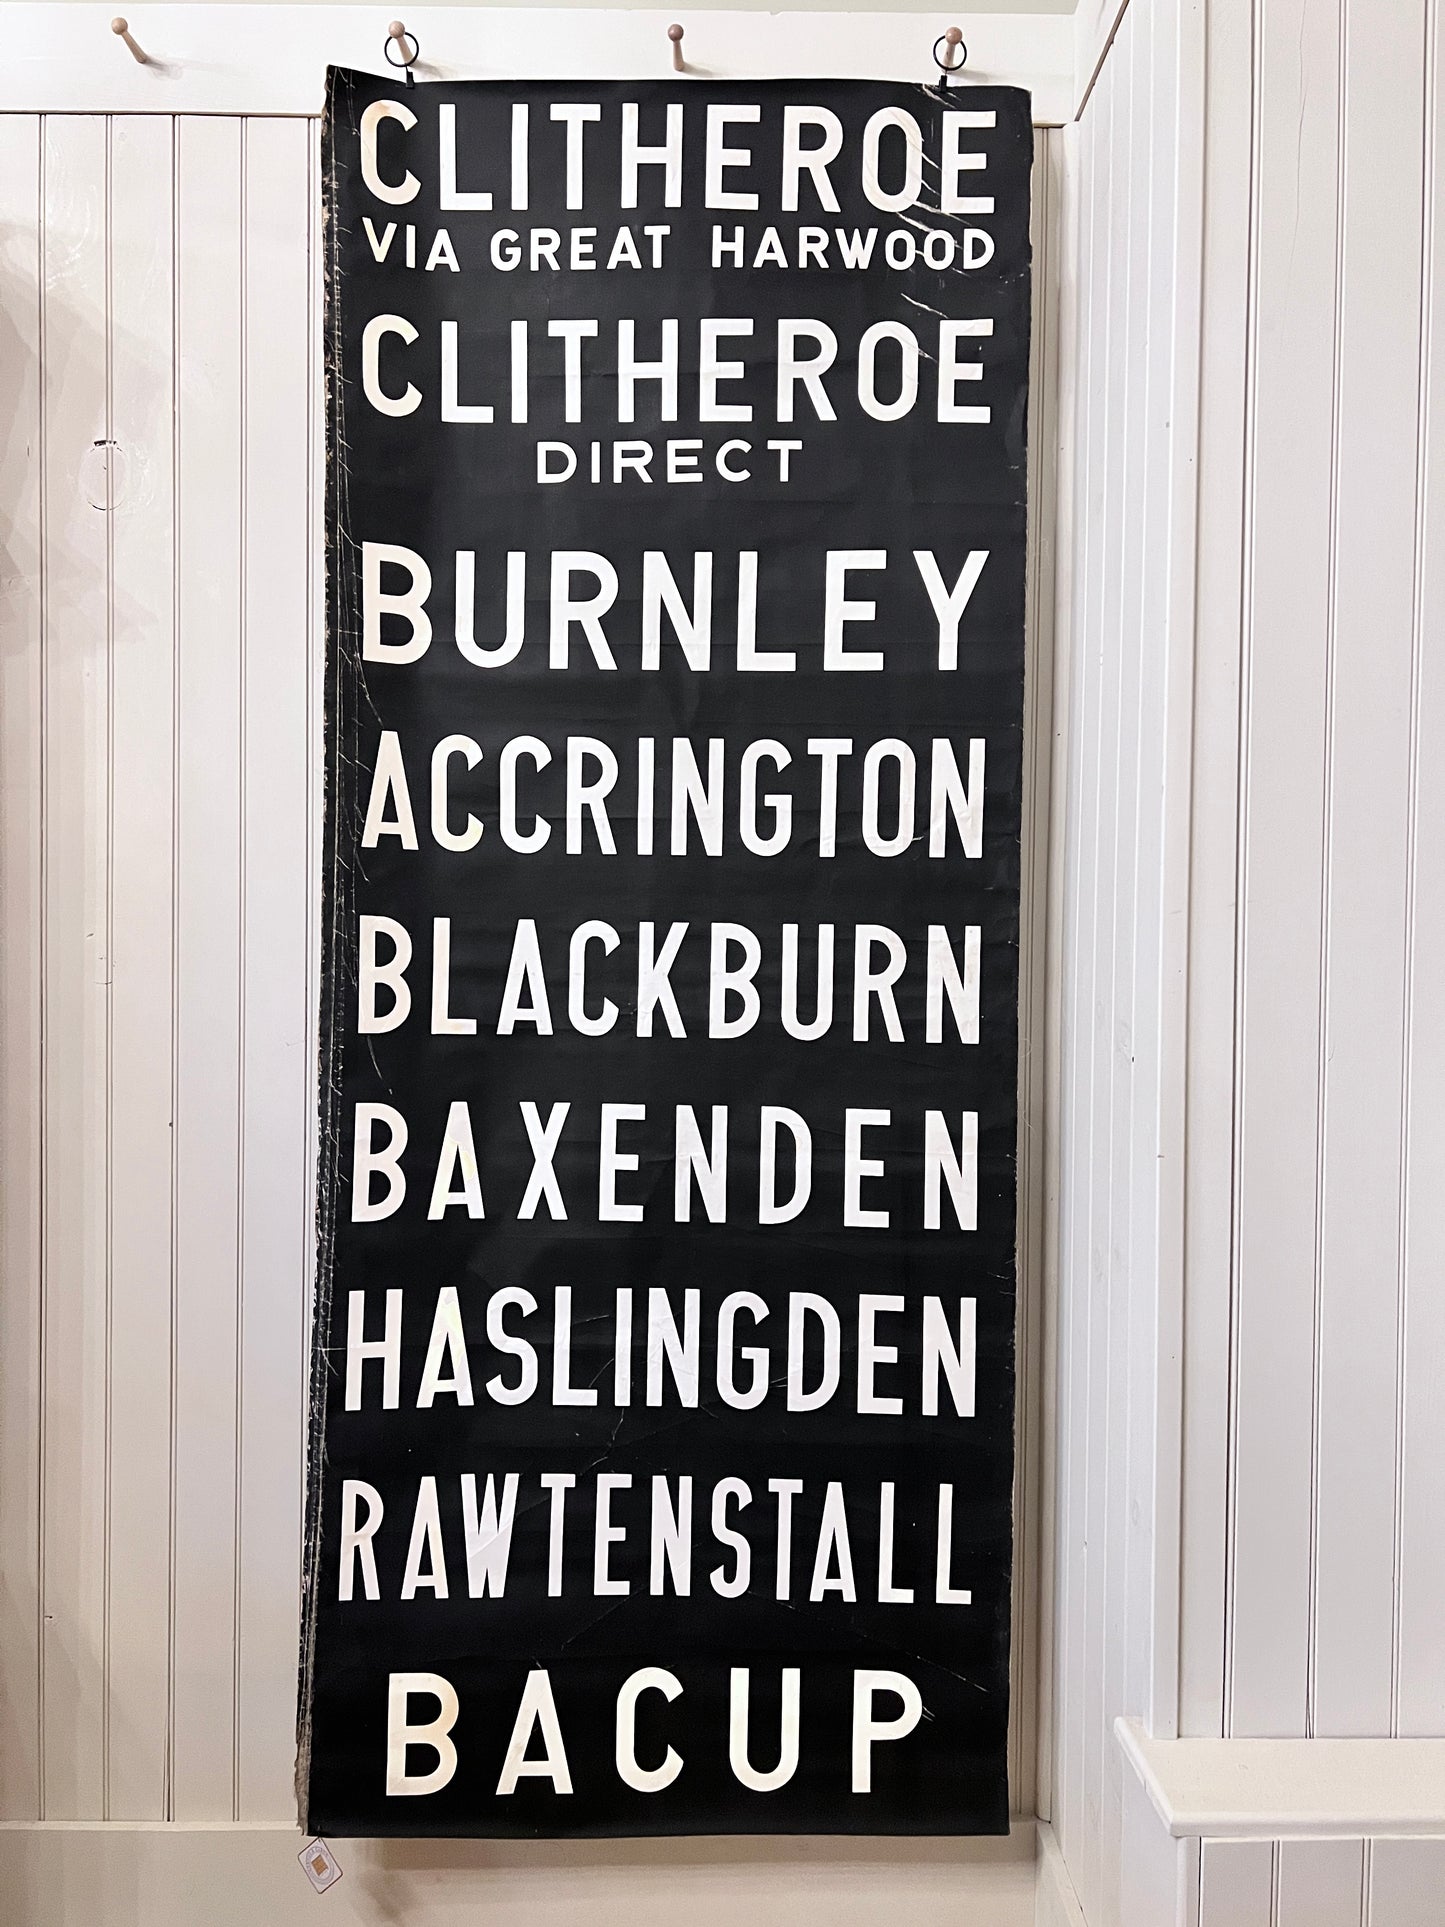 CLITHEROE
VIA GREAT HARWOOD
CLITHEROE
DIRECT
BURNLEY
ACCRINGTON
BLACKBURN
BAXENDEN
HASLINGDEN
RAWTENSTALL
BACUP